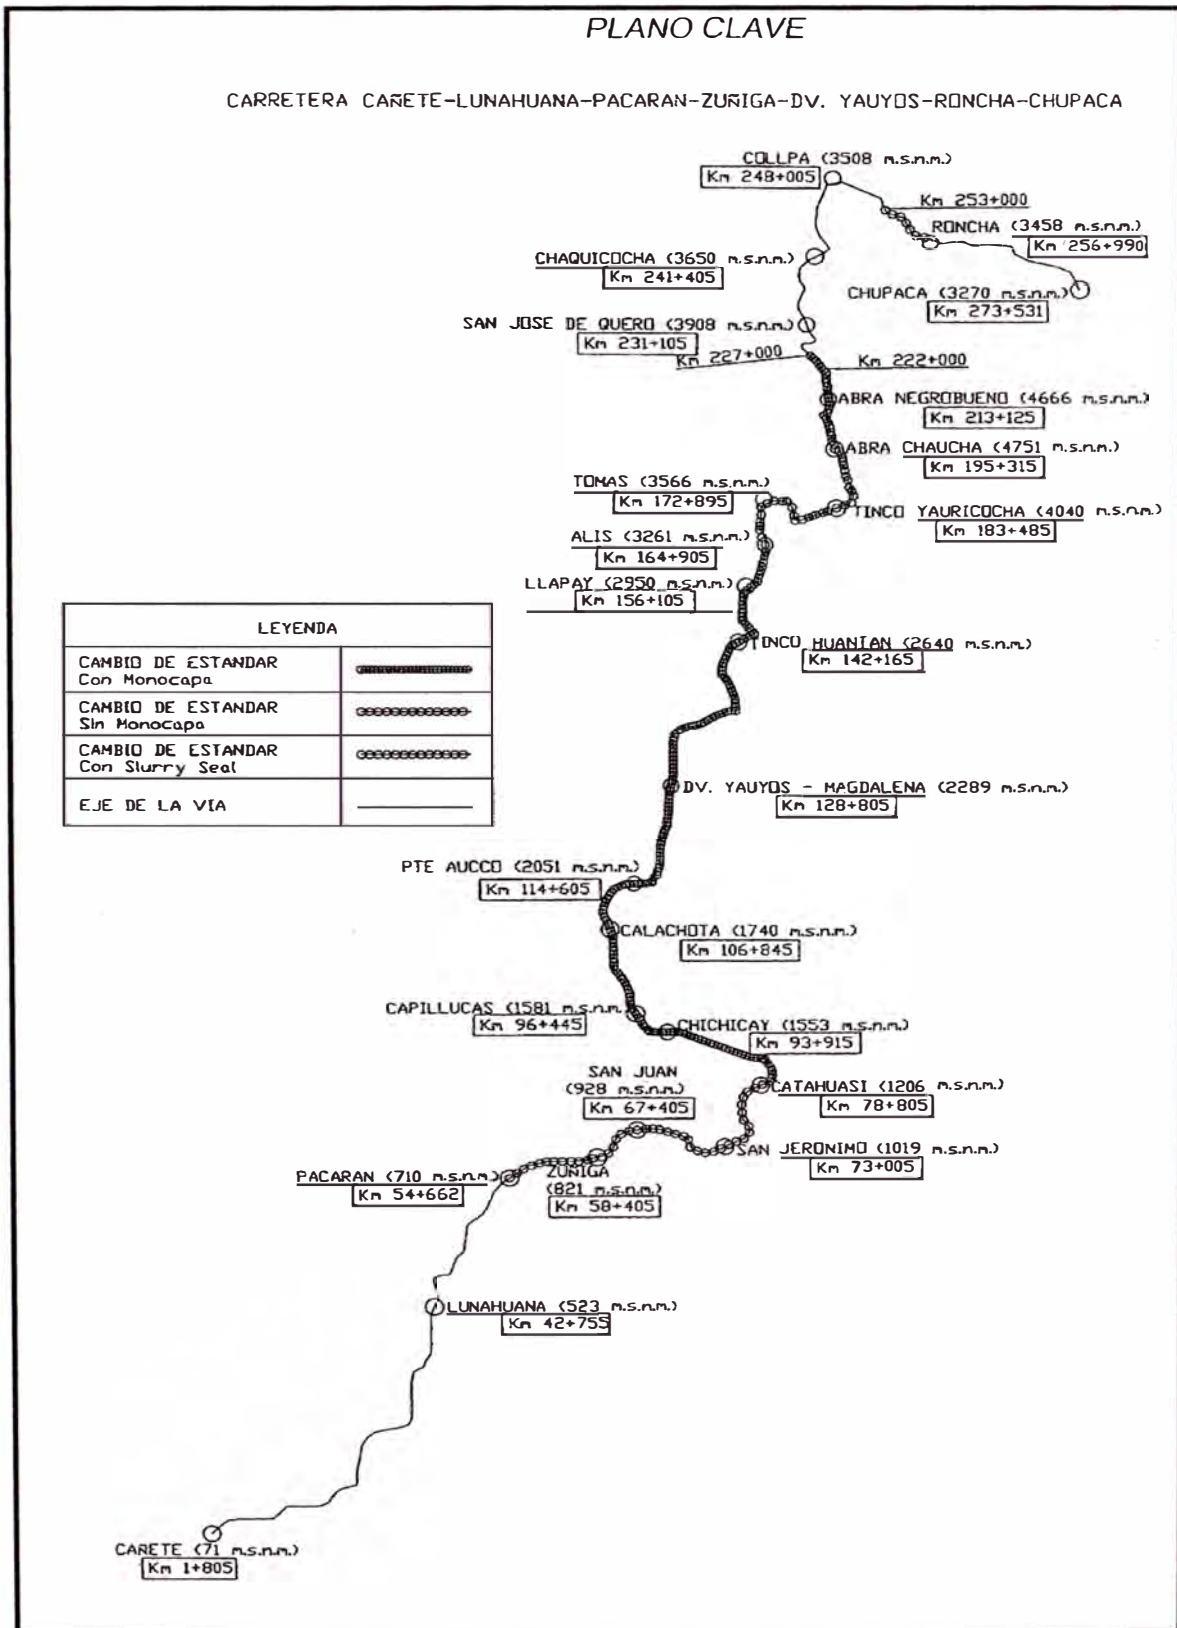 PLANO CLAVE
CARRETERA CAÑETE-LUNAHUANA-PACARAN-ZUÑIGA-DV. YAUYOS-RONCHA-CHUPACA
COLLPA (3508 m.s.n.m.)
Km 248+005
Km 253+000
RONCHA (3458 m.s.n.m.)
Km 256+990
CHAQUICOCHA (3650 m.s.n.m.)
Km 241+405
CHUPACA (3270 m.s.n.m.)
Km 273+531
SAN JOSE DE QUERO (3908 m.s.n.m.)
Km 231+105
Km 227+000
Km 222+000
ABRA NEGROBUENO (4666 m.s.n.m.)
Km 213+125
ABRA CHAUCHA (4751 m.s.n.m.)
Km 195+315
TOMAS (3566 m.s.n.m.)
Km 172+895
TINCO YAURICOCHA (4040 m.s.n.m.)
Km 183+485
ALIS (3261 m.s.n.m.)
Km 164+905
LLAPAY (2950 m.s.n.m.)
Km 156+105
TINCO HUANIAN (2640 m.s.n.m.)
Km 142+165
LEYENDA
CAMBIO DE ESTANDAR
Con Monocapa
CAMBIO DE ESTANDAR
Sin Monocapa
CAMBIO DE ESTANDAR
Con Slurry Seal
EJE DE LA VIA
DV. YAUYOS - MAGDALENA (2289 m.s.n.m.)
Km 128+805
PTE AUCCO (2051 m.s.n.m.)
Km 114+605
CALACHOTA (1740 m.s.n.m.)
Km 106+845
CAPILLUCAS (1581 m.s.n.m.
Km 96+445
CHICHICAY (1553 m.s.n.m.)
Km 93+915
SAN JUAN
(928 m.s.n.m.)
Km 67+405
CATAHUASI (1206 m.s.n.m.)
Km 78+805
SAN JERONIMO (1019 m.s.n.m.)
Km 73+005
PACARAN (710 m.s.n.m.)
Km 54+662
ZUÑIGA
(821 m.s.n.m.)
Km 58+405
LUNAHUANA (523 m.s.n.m.)
Km 42+755
CAÑETE (71 m.s.n.m.)
Km 1+805